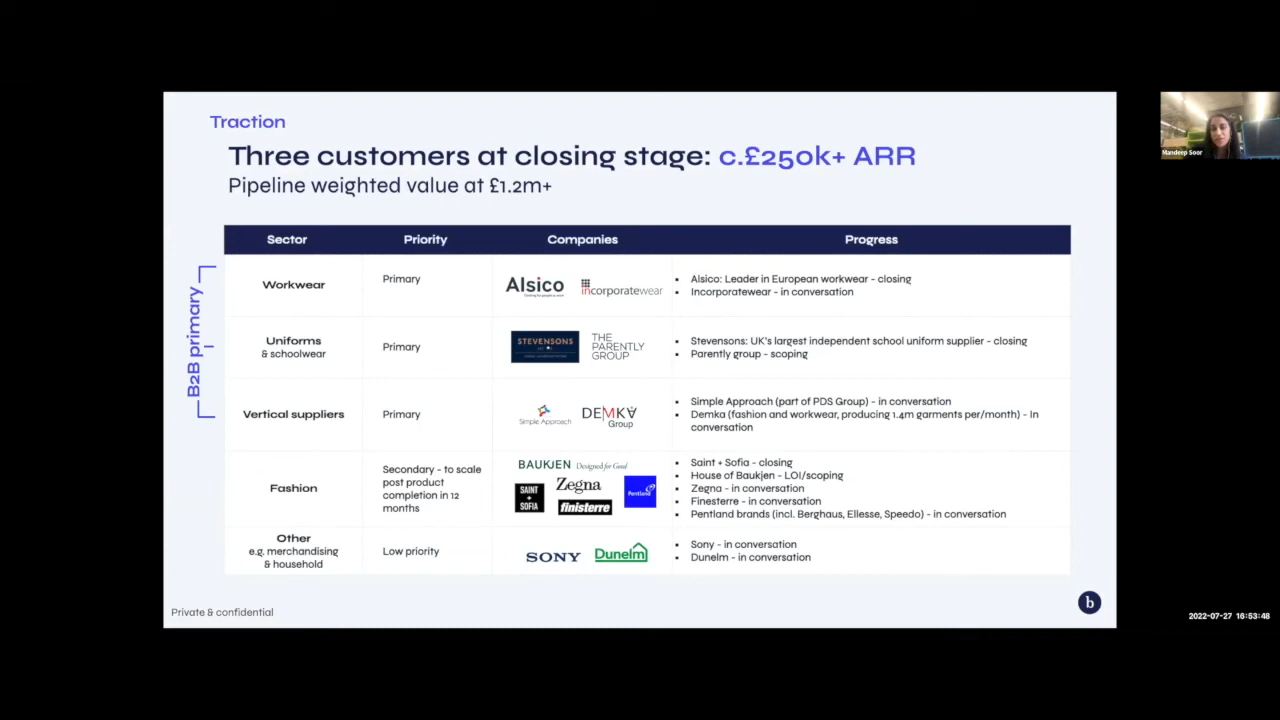 Traction
Three customers at closing stage: c.£250k+ ARR
Pipeline weighted value at £1.2m+
Mandeep Soor
Sector Priority Companies Progress
B2B primary
Workwear
Primary
Alsico
incorporatewear
▪ Alsico: Leader in European workwear - closing
▪ Incorporatewear - in conversation
Uniforms
& schoolwear
Primary
STEVENSONS
THE
PARENTLY
GROUP
▪ Stevensons: UK's largest independent school uniform supplier - closing
▪ Parently group - scoping
Vertical suppliers
Primary
Simple Approach
DEMKA
Group
▪ Simple Approach (part of PDS Group) - in conversation
▪ Demka (fashion and workwear, producing 1.4m garments per/month) - In
conversation
Fashion
Secondary - to scale
post product
completion in 12
months
BAUKJEN Designed for Good
SAINT
+
SOFIA
Zegna
finisterre
Pentland
▪ Saint + Sofia - closing
▪ House of Baukjen - LOI/scoping
▪ Zegna - in conversation
▪ Finesterre - in conversation
▪ Pentland brands (incl. Berghaus, Ellesse, Speedo) - in conversation
Other
e.g. merchandising
& household
Low priority
SONY
Dunelm
▪ Sony - in conversation
▪ Dunelm - in conversation
Private & confidential
b
2022-07-27 16:53:48